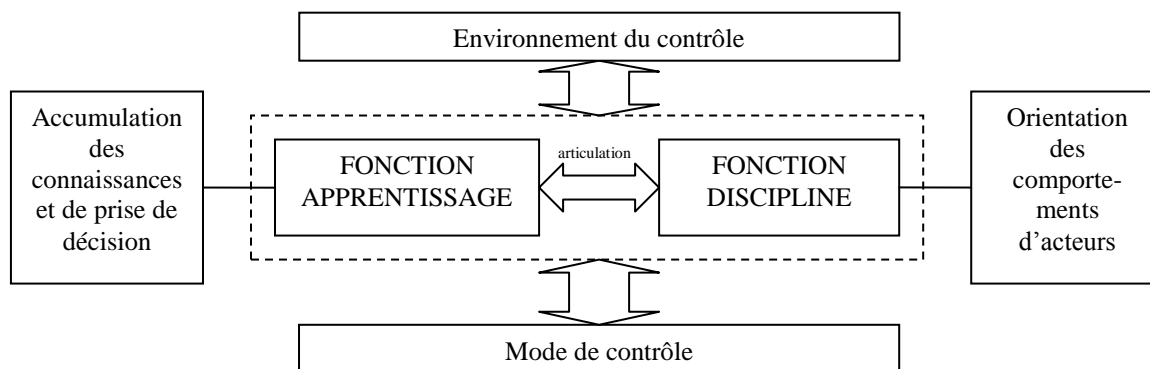 Environnement du contrôle
Accumulation
des
connaissances
et de prise de
décision
FONCTION
APPRENTISSAGE
articulation
FONCTION
DISCIPLINE
Orientation
des
comporte-
ments
d’acteurs
Mode de contrôle